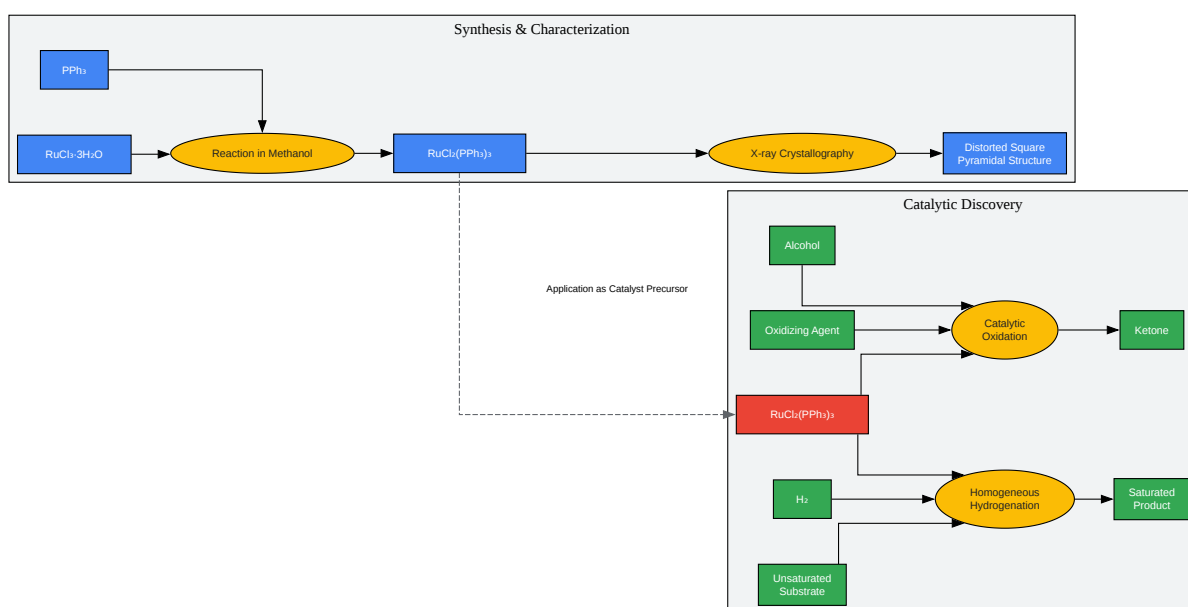 Synthesis & Characterization
PPh₃
RuCl₃·3H₂O
Reaction in Methanol
RuCl₂(PPh₃)₃
X-ray Crystallography
Distorted Square
Pyramidal Structure
Catalytic Discovery
Alcohol
Application as Catalyst Precursor
Oxidizing Agent
Catalytic
Oxidation
Ketone
RuCl₂(PPh₃)₃
H₂
Homogeneous
Hydrogenation
Saturated
Product
Unsaturated
Substrate